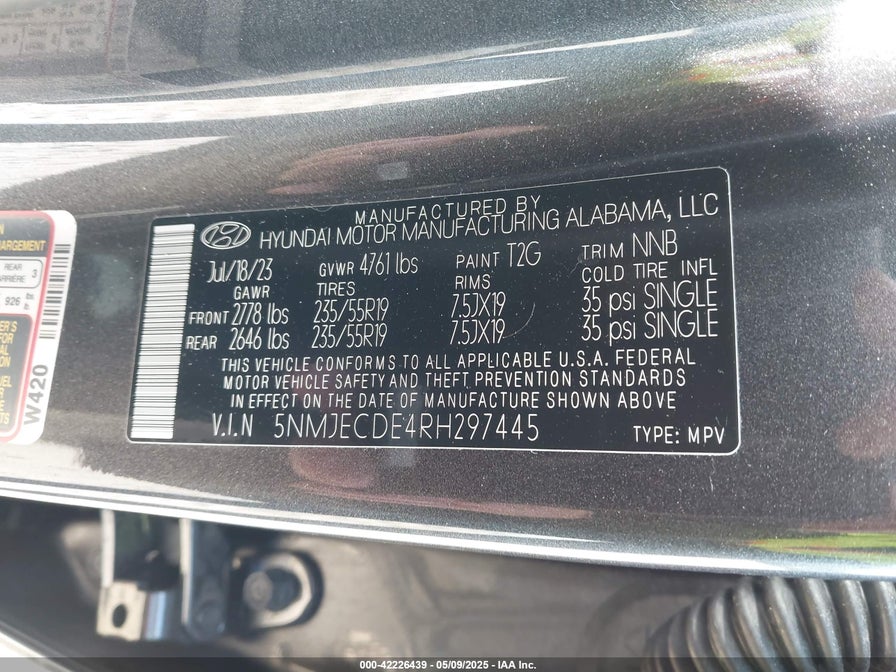 MANUFACTURED BY
HYUNDAI MOTOR MANUFACTURING ALABAMA, LLC
Jul/18/23 GVWR 4761 lbs PAINT T2G TRIM NNB
GAWR TIRES RIMS COLD TIRE INFL
FRONT 2778 lbs 235/55R19 7.5JX19 35 psi SINGLE
REAR 2646 lbs 235/55R19 7.5JX19 35 psi SINGLE
THIS VEHICLE CONFORMS TO ALL APPLICABLE U.S.A. FEDERAL
MOTOR VEHICLE SAFETY AND THEFT PREVENTION STANDARDS
IN EFFECT ON THE DATE OF MANUFACTURE SHOWN ABOVE
V.I.N 5NMJECDE4RH297445 TYPE: MPV
REAR 3
926
W420
000-42226439 - 05/09/2025 - IAA Inc.